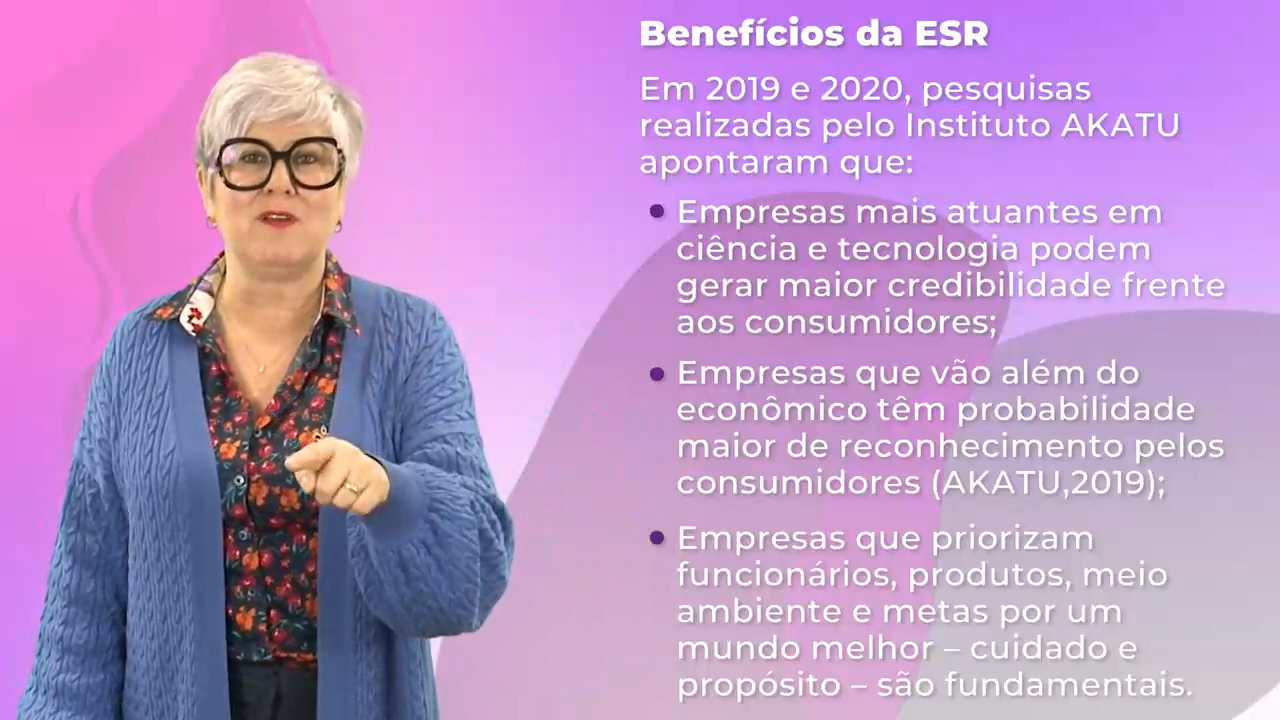 Benefícios da ESR
Em 2019 e 2020, pesquisas
realizadas pelo Instituto AKATU
apontaram que:
• Empresas mais atuantes em
ciência e tecnologia podem
gerar maior credibilidade frente
aos consumidores;
• Empresas que vão além do
econômico têm probabilidade
maior de reconhecimento pelos
consumidores (AKATU,2019);
• Empresas que priorizam
funcionários, produtos, meio
ambiente e metas por um
mundo melhor – cuidado e
propósito – são fundamentais.